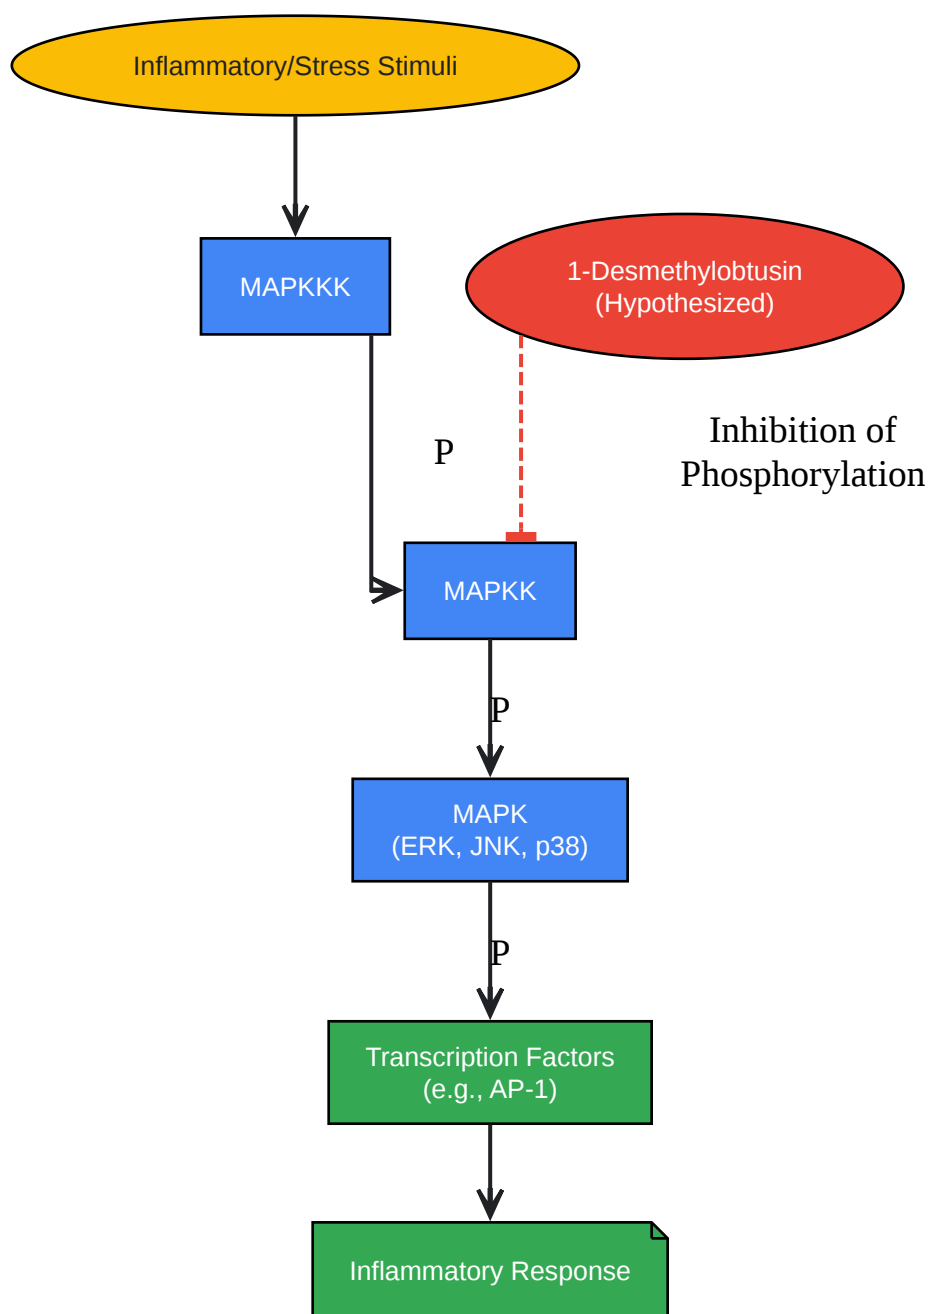 Inflammatory/Stress Stimuli
MAPKKK
1-Desmethylobtusin
(Hypothesized)
Inhibition of
Phosphorylation
P
MAPKK
P
MAPK
(ERK, JNK, p38)
P
Transcription Factors
(e.g., AP-1)
Inflammatory Response